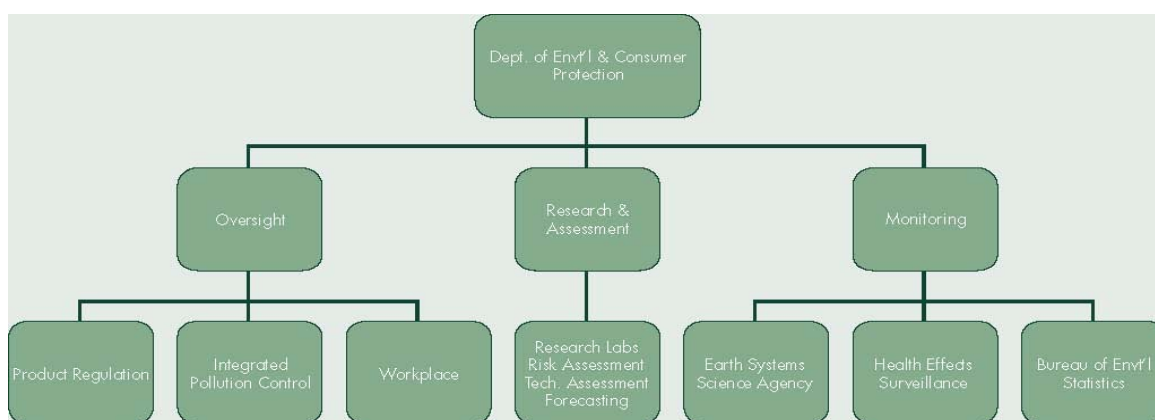 Dept. of Envt'l & Consumer
Protection
Oversight
Research &
Assessment
Monitoring
Product Regulation
Integrated
Pollution Control
Workplace
Research Labs
Risk Assessment
Tech. Assessment
Forecasting
Earth Systems
Science Agency
Health Effects
Surveillance
Bureau of Envt'l
Statistics